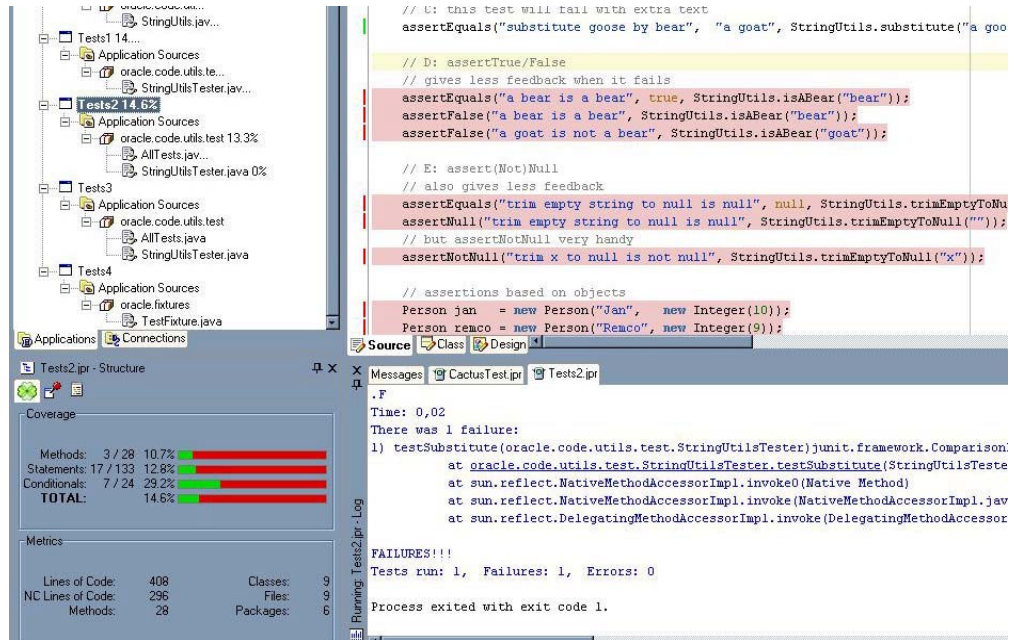 StringUtils.jav...
Tests1 14....
Application Sources
oracle.code.utils.te...
StringUtilsTester.jav...
Tests2 14.6%
Application Sources
oracle.code.utils.test 13.3%
AllTests.jav...
StringUtilsTester.java 0%
Tests3
Application Sources
oracle.code.utils.test
AllTests.java
StringUtilsTester.java
Tests4
Application Sources
oracle.fixtures
TestFixture.java
Applications Connections
// C: this test will fail with extra text
assertEquals("substitute goose by bear",  "a goat", StringUtils.substitute("a goo
// D: assertTrue/False
// gives less feedback when it fails
assertEquals("a bear is a bear", true, StringUtils.isABear("bear"));
assertFalse("a bear is a bear", StringUtils.isABear("bear"));
assertFalse("a goat is not a bear", StringUtils.isABear("goat"));
// E: assert(Not)Null
// also gives less feedback
assertEquals("trim empty string to null is null", null, StringUtils.trimEmptyToNu
assertNull("trim empty string to null is null", StringUtils.trimEmptyToNull(""));
// but assertNotNull very handy
assertNotNull("trim x to null is not null", StringUtils.trimEmptyToNull("x"));
// assertions based on objects
Person jan   = new Person("Jan",   new Integer(10));
Person remco = new Person("Remco", new Integer(9));
Source Class Design
Tests2.jpr - Structure
Coverage
Methods: 3 / 28 10.7%
Statements: 17 / 133 12.8%
Conditionals: 7 / 24 29.2%
TOTAL: 14.6%
Metrics
Lines of Code: 408 Classes: 9
NC Lines of Code: 296 Files: 9
Methods: 28 Packages: 6
Running: Tests2.jpr - Log
Messages CactusTest.jpr Tests2.jpr
.F
Time: 0,02
There was 1 failure:
1) testSubstitute(oracle.code.utils.test.StringUtilsTester)junit.framework.Comparison
at oracle.code.utils.test.StringUtilsTester.testSubstitute(StringUtilsTeste
at sun.reflect.NativeMethodAccessorImpl.invoke0(Native Method)
at sun.reflect.NativeMethodAccessorImpl.invoke(NativeMethodAccessorImpl.jav
at sun.reflect.DelegatingMethodAccessorImpl.invoke(DelegatingMethodAccessor
FAILURES!!!
Tests run: 1,  Failures: 1,  Errors: 0
Process exited with exit code 1.